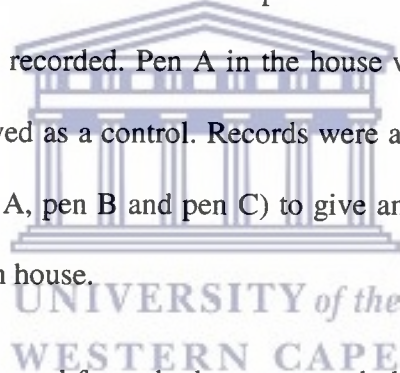 recorded. Pen A in the house
ved as a control. Records were a
A, pen B and pen C) to give an
house.
UNIVERSITY of the
WESTERN CAPE